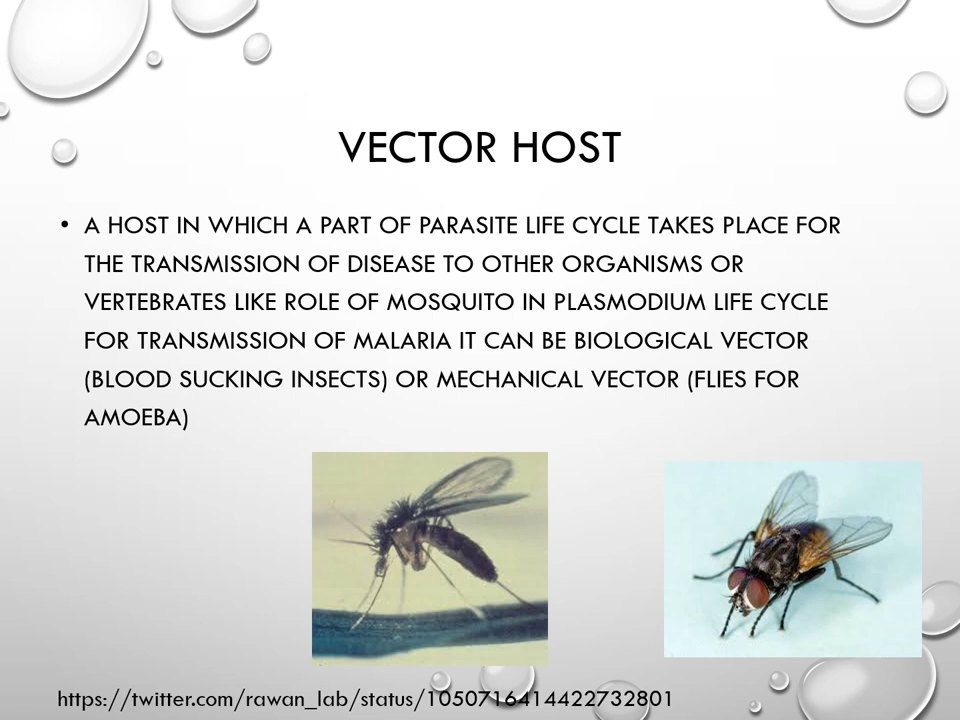 VECTOR HOST
• A HOST IN WHICH A PART OF PARASITE LIFE CYCLE TAKES PLACE FOR
THE TRANSMISSION OF DISEASE TO OTHER ORGANISMS OR
VERTEBRATES LIKE ROLE OF MOSQUITO IN PLASMODIUM LIFE CYCLE
FOR TRANSMISSION OF MALARIA IT CAN BE BIOLOGICAL VECTOR
(BLOOD SUCKING INSECTS) OR MECHANICAL VECTOR (FLIES FOR
AMOEBA)
https://twitter.com/rawan_lab/status/1050716414422732801